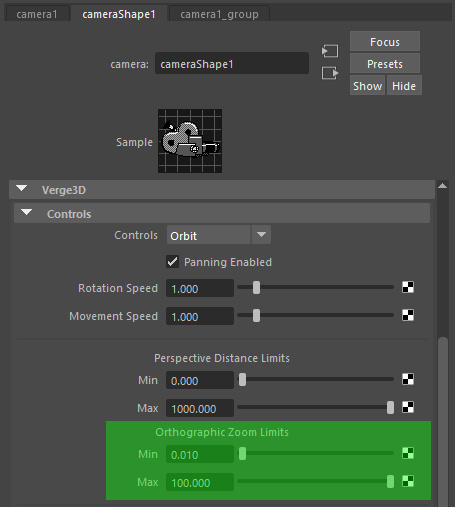 camera1 cameraShape1 camera1_group
Focus
camera: cameraShape1
Presets
Show Hide
Sample
Verge3D
Controls
Controls Orbit
Panning Enabled
Rotation Speed 1.000
Movement Speed 1.000
Perspective Distance Limits
Min 0.000
Max 1000.000
Orthographic Zoom Limits
Min 0.010
Max 100.000